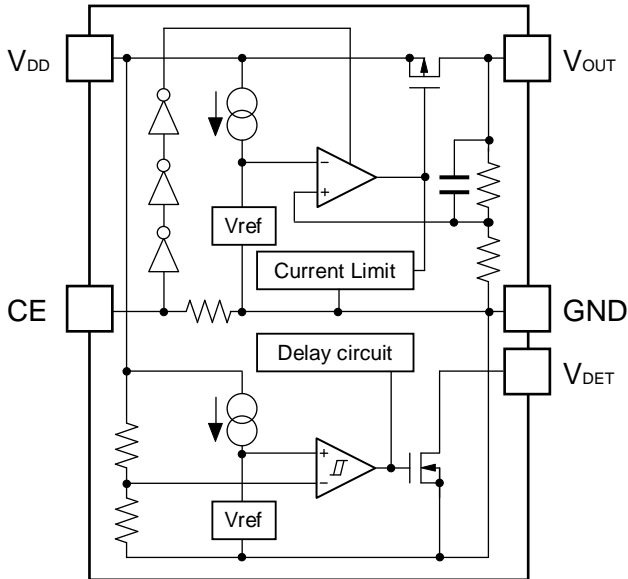 VDD
VOUT
−
+
Vref
Current Limit
CE
GND
Delay circuit
VDET
+
−
Vref